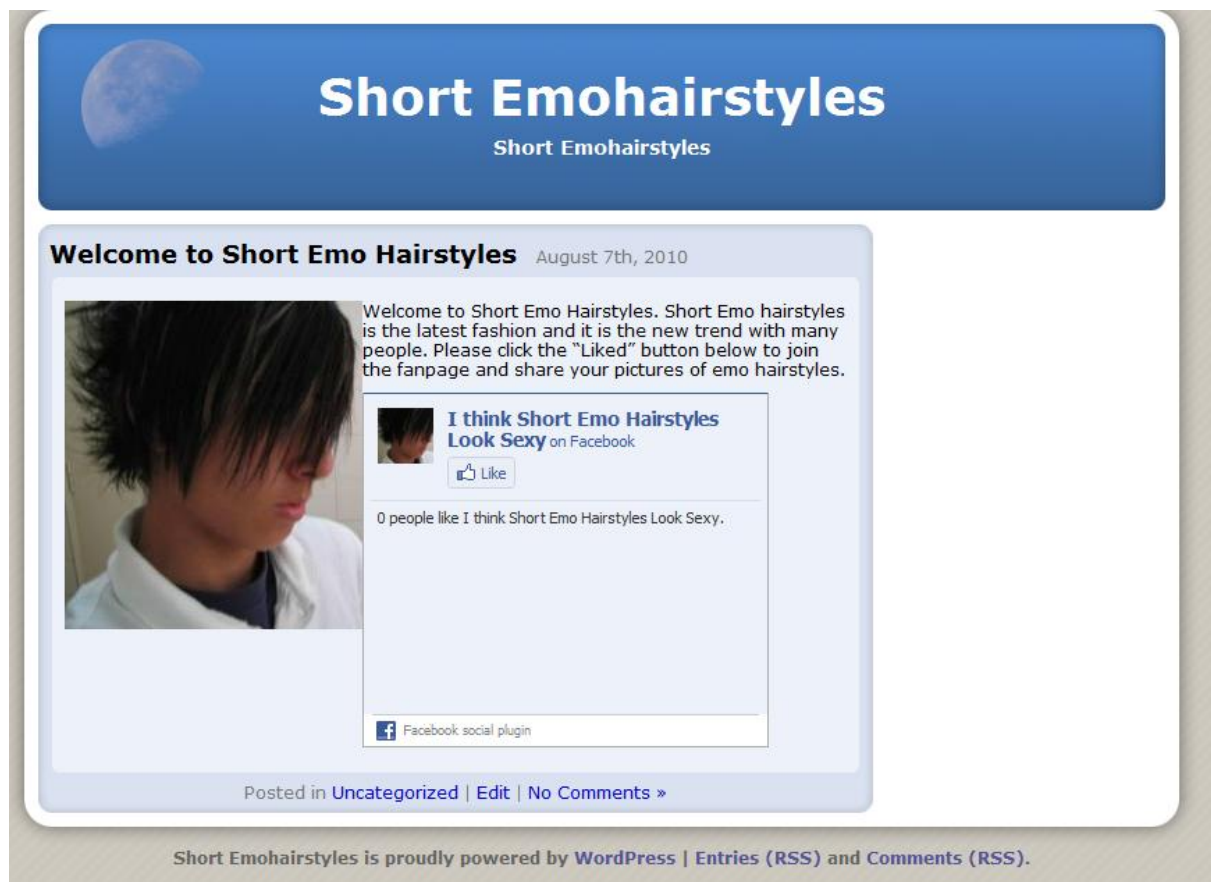 Short Emohairstyles
Short Emohairstyles
Welcome to Short Emo Hairstyles August 7th, 2010
Welcome to Short Emo Hairstyles. Short Emo hairstyles
is the latest fashion and it is the new trend with many
people. Please click the “Liked” button below to join
the fanpage and share your pictures of emo hairstyles.
I think Short Emo Hairstyles
Look Sexy on Facebook
Like
0 people like I think Short Emo Hairstyles Look Sexy.
f Facebook social plugin
Posted in Uncategorized | Edit | No Comments »
Short Emohairstyles is proudly powered by WordPress | Entries (RSS) and Comments (RSS).